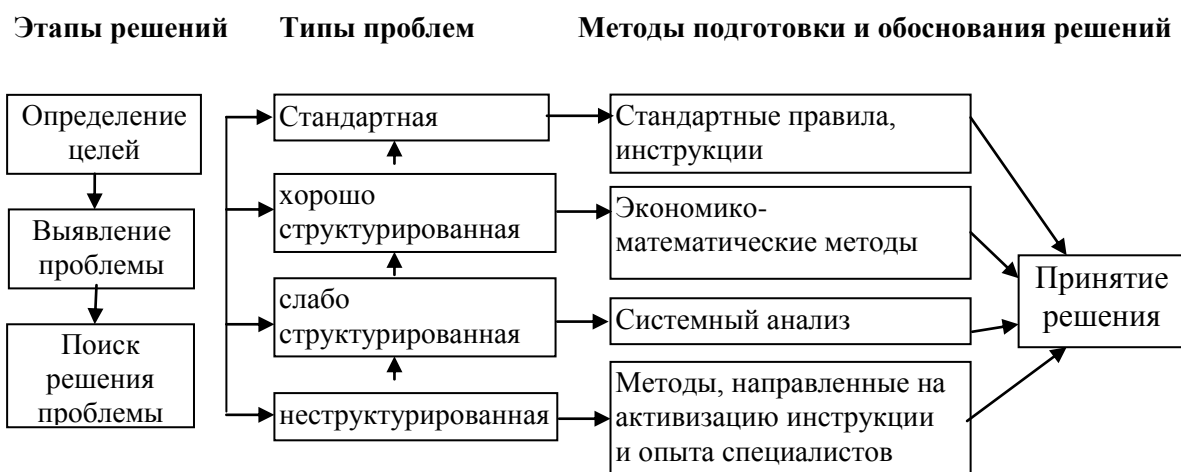 Этапы решений
Типы проблем
Методы подготовки и обоснования решений
Определение
целей
Выявление
проблемы
Поиск
решения
проблемы
Стандартная
хорошо
структурированная
слабо
структурированная
неструктурированная
Стандартные правила,
инструкции
Экономико-
математические методы
Системный анализ
Методы, направленные на
активизацию инструкции
и опыта специалистов
Принятие
решения